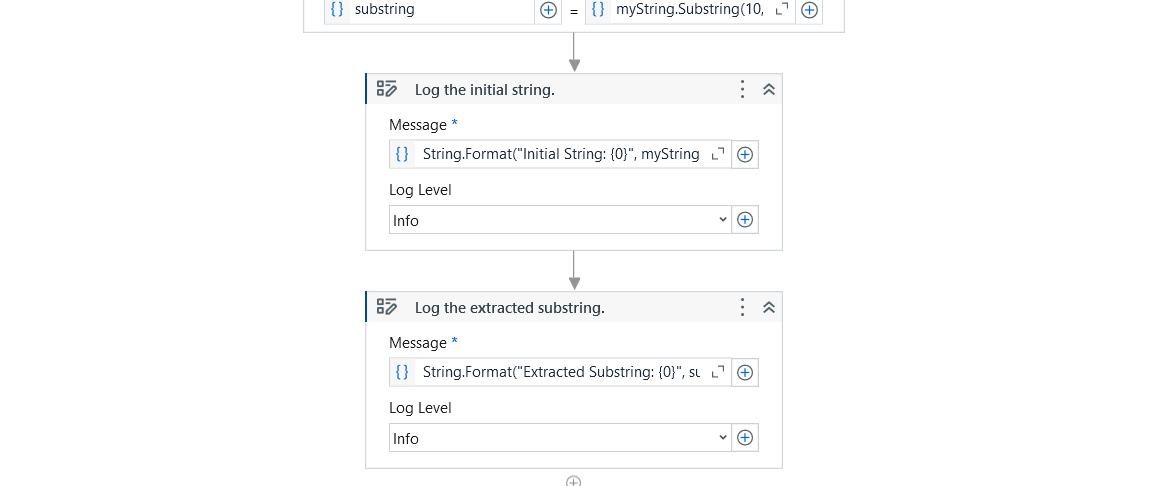 {} substring = {} myString.Substring(10,
Log the initial string.
Message *
{} String.Format("Initial String: {0}", myString
Log Level
Info
Log the extracted substring.
Message *
{} String.Format("Extracted Substring: {0}", su
Log Level
Info